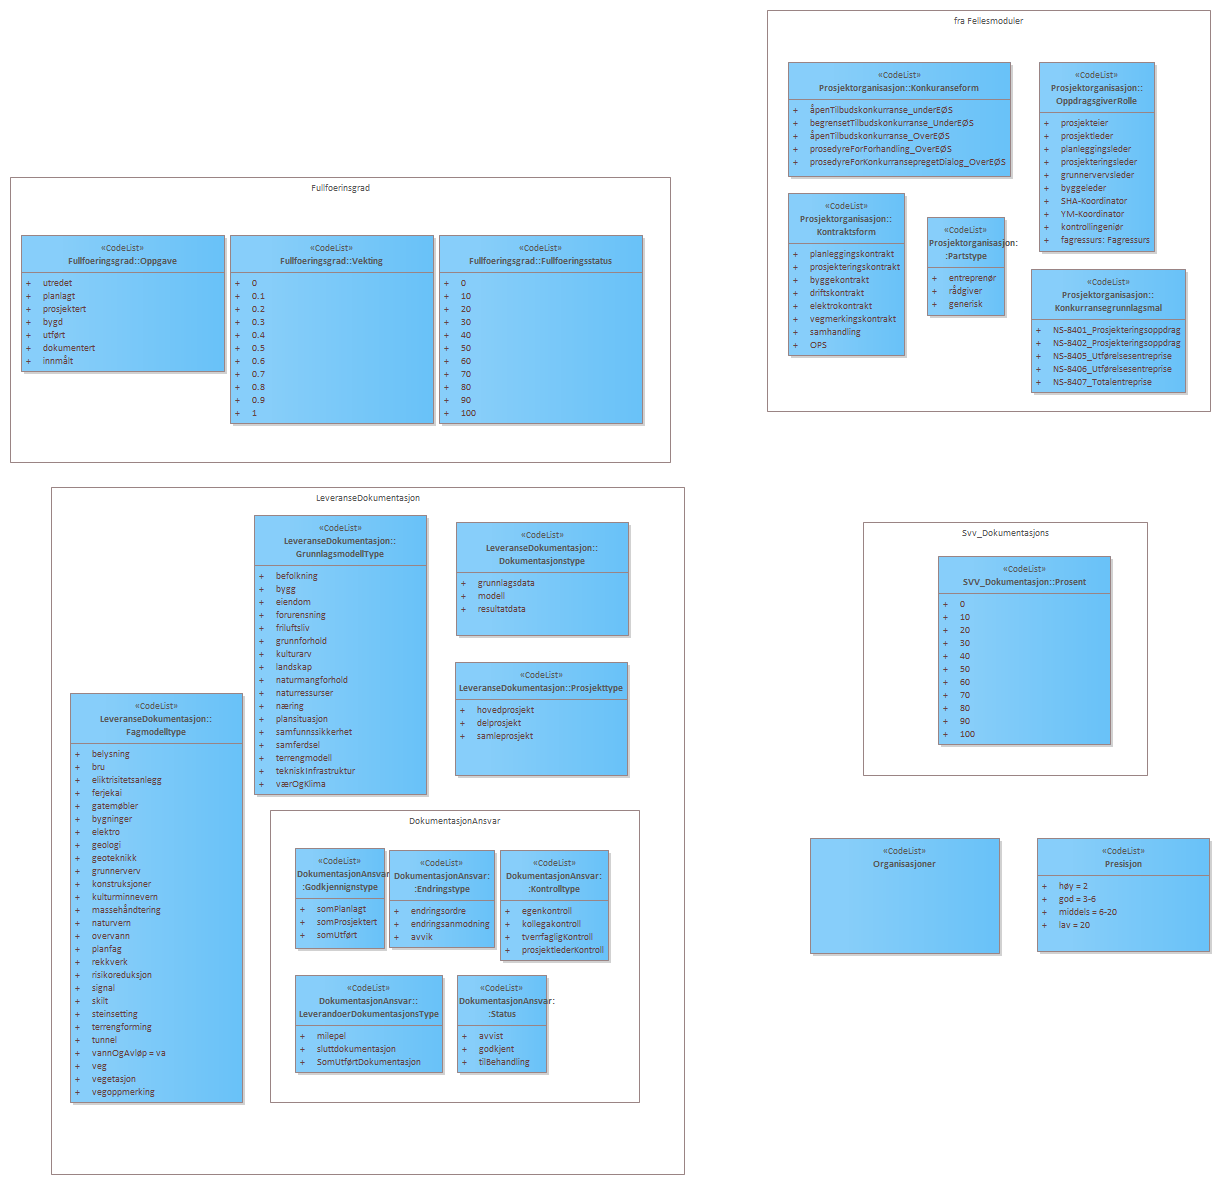 fra Fellesmoduler
«CodeList»
Prosjektorganisasjon::Konkuranseform
+ åpenTilbudskonkurranse_underEØS
+ begrensetTilbudskonkurranse_UnderEØS
+ åpenTilbudskonkurranse_OverEØS
+ prosedyreForForhandling_OverEØS
+ prosedyreForKonkurransepregetDialog_OverEØS
«CodeList»
Prosjektorganisasjon::
OppdragsgiverRolle
+ prosjekteier
+ prosjektleder
+ planleggingsleder
+ prosjekteringsleder
+ grunnervervsleder
+ byggeleder
+ SHA-Koordinator
+ YM-Koordinator
+ kontrollingeniør
+ fagressurs: Fagressurs
«CodeList»
Prosjektorganisasjon::
Kontraktsform
+ planleggingskontrakt
+ prosjekteringskontrakt
+ byggekontrakt
+ driftskontrakt
+ elektrokontrakt
+ vegmerkingskontrakt
+ samhandling
+ OPS
«CodeList»
Prosjektorganisasjon:
:Partstype
+ entreprenør
+ rådgiver
+ generisk
«CodeList»
Prosjektorganisasjon::
Konkurransegrunnlagsmal
+ NS-8401_Prosjekteringsoppdrag
+ NS-8402_Prosjekteringsoppdrag
+ NS-8405_Utførelsesentreprise
+ NS-8406_Utførelsesentreprise
+ NS-8407_Totalentreprise
Fullfoerinsgrad
«CodeList»
Fullfoeringsgrad::Oppgave
+ utredet
+ planlagt
+ prosjektert
+ bygd
+ utført
+ dokumentert
+ innmålt
«CodeList»
Fullfoeringsgrad::Vekting
+ 0
+ 0.1
+ 0.2
+ 0.3
+ 0.4
+ 0.5
+ 0.6
+ 0.7
+ 0.8
+ 0.9
+ 1
«CodeList»
Fullfoeringsgrad::Fullfoeringsstatus
+ 0
+ 10
+ 20
+ 30
+ 40
+ 50
+ 60
+ 70
+ 80
+ 90
+ 100
LeveranseDokumentasjon
«CodeList»
LeveranseDokumentasjon::
GrunnlagsmodellType
+ befolkning
+ bygg
+ eiendom
+ forurensning
+ friluftsliv
+ grunnforhold
+ kulturarv
+ landskap
+ naturmangforhold
+ naturressurser
+ næring
+ plansituasjon
+ samfunnssikkerhet
+ samferdsel
+ terrengmodell
+ tekniskInfrastruktur
+ værOgKlima
«CodeList»
LeveranseDokumentasjon::
Dokumentasjonstype
+ grunnlagsdata
+ modell
+ resultatdata
«CodeList»
LeveranseDokumentasjon::Prosjekttype
+ hovedprosjekt
+ delprosjekt
+ samleprosjekt
«CodeList»
LeveranseDokumentasjon::
Fagmodelltype
+ belysning
+ bru
+ eliktrisitetsanlegg
+ ferjekai
+ gatemøbler
+ bygninger
+ elektro
+ geologi
+ geoteknikk
+ grunnerverv
+ konstruksjoner
+ kulturminnevern
+ massehåndtering
+ naturvern
+ overvann
+ planfag
+ rekkverk
+ risikoreduksjon
+ signal
+ skilt
+ steinsetting
+ terrengforming
+ tunnel
+ vannOgAvløp = va
+ veg
+ vegetasjon
+ vegoppmerking
DokumentasjonAnsvar
«CodeList»
DokumentasjonAnsvar:
:Godkjennignstype
+ somPlanlagt
+ somProsjektert
+ somUtført
«CodeList»
DokumentasjonAnsvar:
:Endringstype
+ endringsordre
+ endringsanmodning
+ avvik
«CodeList»
DokumentasjonAnsvar:
:Kontrolltype
+ egenkontroll
+ kollegakontroll
+ tverrfagligKontroll
+ prosjektlederKontroll
«CodeList»
DokumentasjonAnsvar::
LeverandoerDokumentasjonsType
+ milepel
+ sluttdokumentasjon
+ SomUtførtDokumentasjon
«CodeList»
DokumentasjonAnsvar:
:Status
+ avvist
+ godkjent
+ tilBehandling
Svv_Dokumentasjons
«CodeList»
SVV_Dokumentasjon::Prosent
+ 0
+ 10
+ 20
+ 30
+ 40
+ 50
+ 60
+ 70
+ 80
+ 90
+ 100
«CodeList»
Organisasjoner
«CodeList»
Presisjon
+ høy = 2
+ god = 3-6
+ middels = 6-20
+ lav = 20